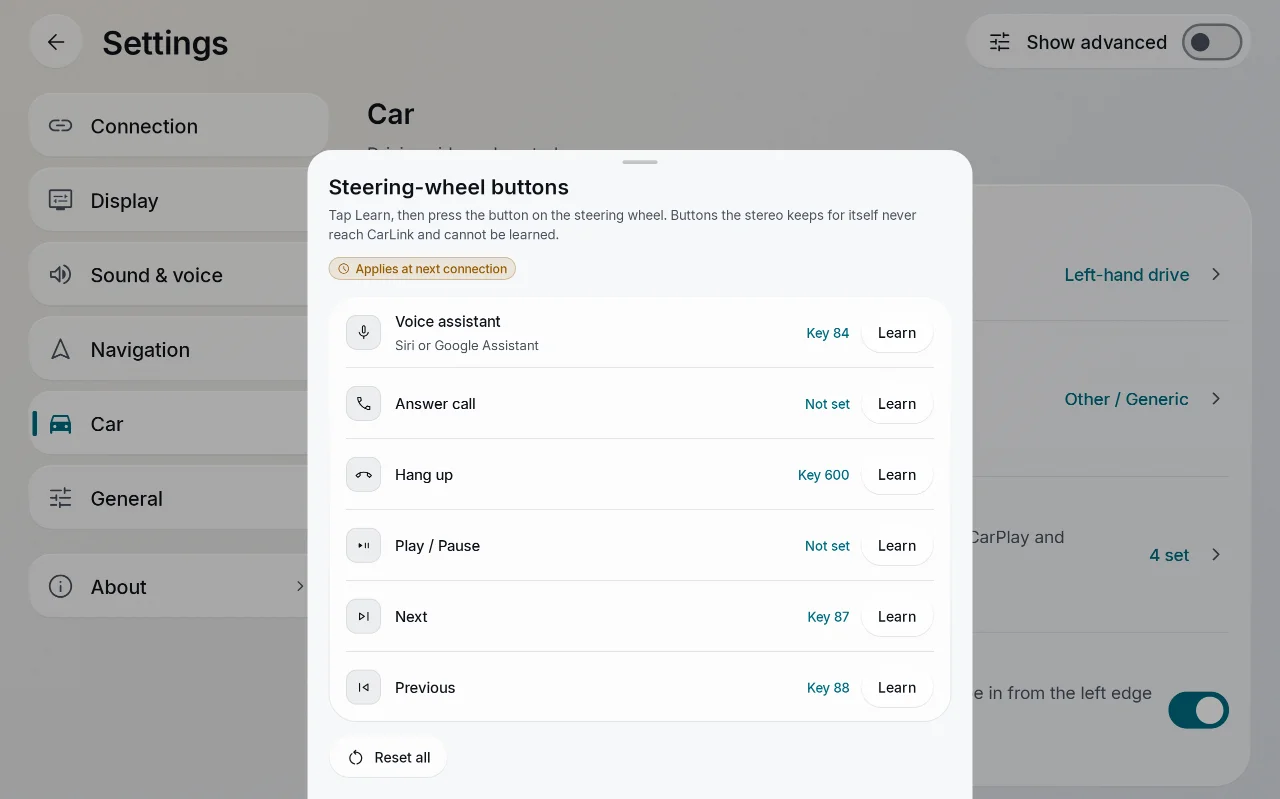 Settings
Show advanced
Connection
Display
Sound & voice
Navigation
Car
General
About
Car
Left-hand drive
Other / Generic
CarPlay and
4 set
in from the left edge
Steering-wheel buttons
Tap Learn, then press the button on the steering wheel. Buttons the stereo keeps for itself never
reach CarLink and cannot be learned.
Applies at next connection
Voice assistant
Siri or Google Assistant
Key 84
Learn
Answer call
Not set
Learn
Hang up
Key 600
Learn
Play / Pause
Not set
Learn
Next
Key 87
Learn
Previous
Key 88
Learn
Reset all